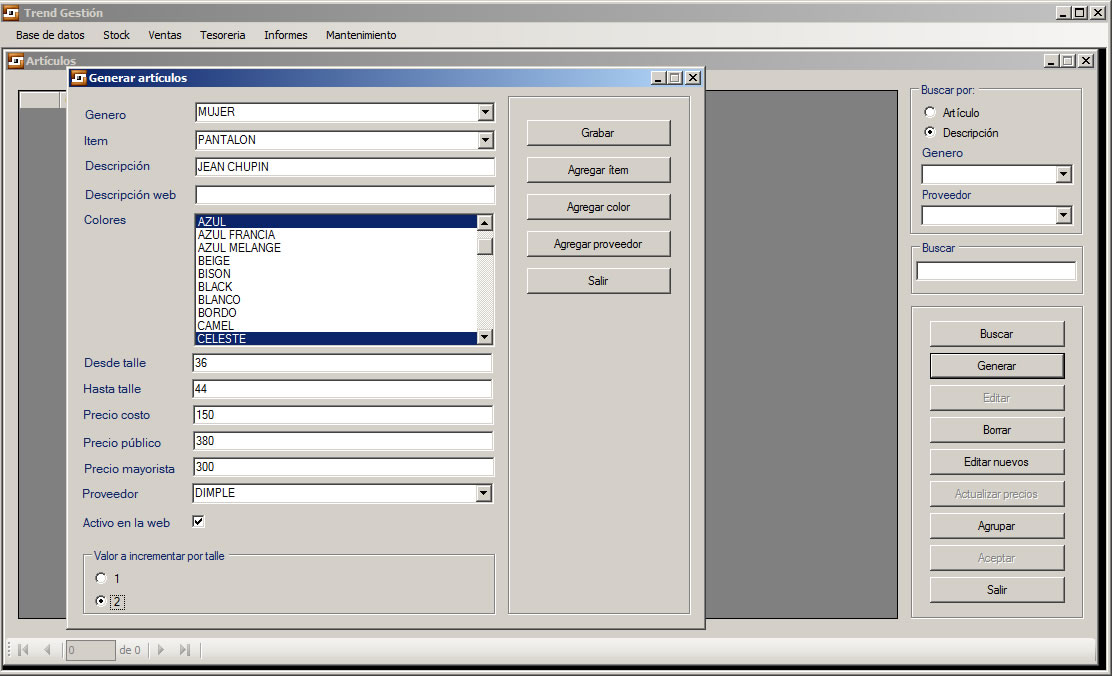 Trend Gestión
Base de datos Stock Ventas Tesoreria Informes Mantenimiento
Artículos
Generar artículos
Genero MUJER
Item PANTALON
Descripción JEAN CHUPIN
Descripción web
Colores
AZUL
AZUL FRANCIA
AZUL MELANGE
BEIGE
BISON
BLACK
BLANCO
BORDO
CAMEL
CELESTE
Desde talle 36
Hasta talle 44
Precio costo 150
Precio público 380
Precio mayorista 300
Proveedor DIMPLE
Activo en la web
Valor a incrementar por talle
1
2
Grabar
Agregar ítem
Agregar color
Agregar proveedor
Salir
Buscar por:
Artículo
Descripción
Genero
Proveedor
Buscar
Buscar
Generar
Editar
Borrar
Editar nuevos
Actualizar precios
Agrupar
Aceptar
Salir
0 de 0